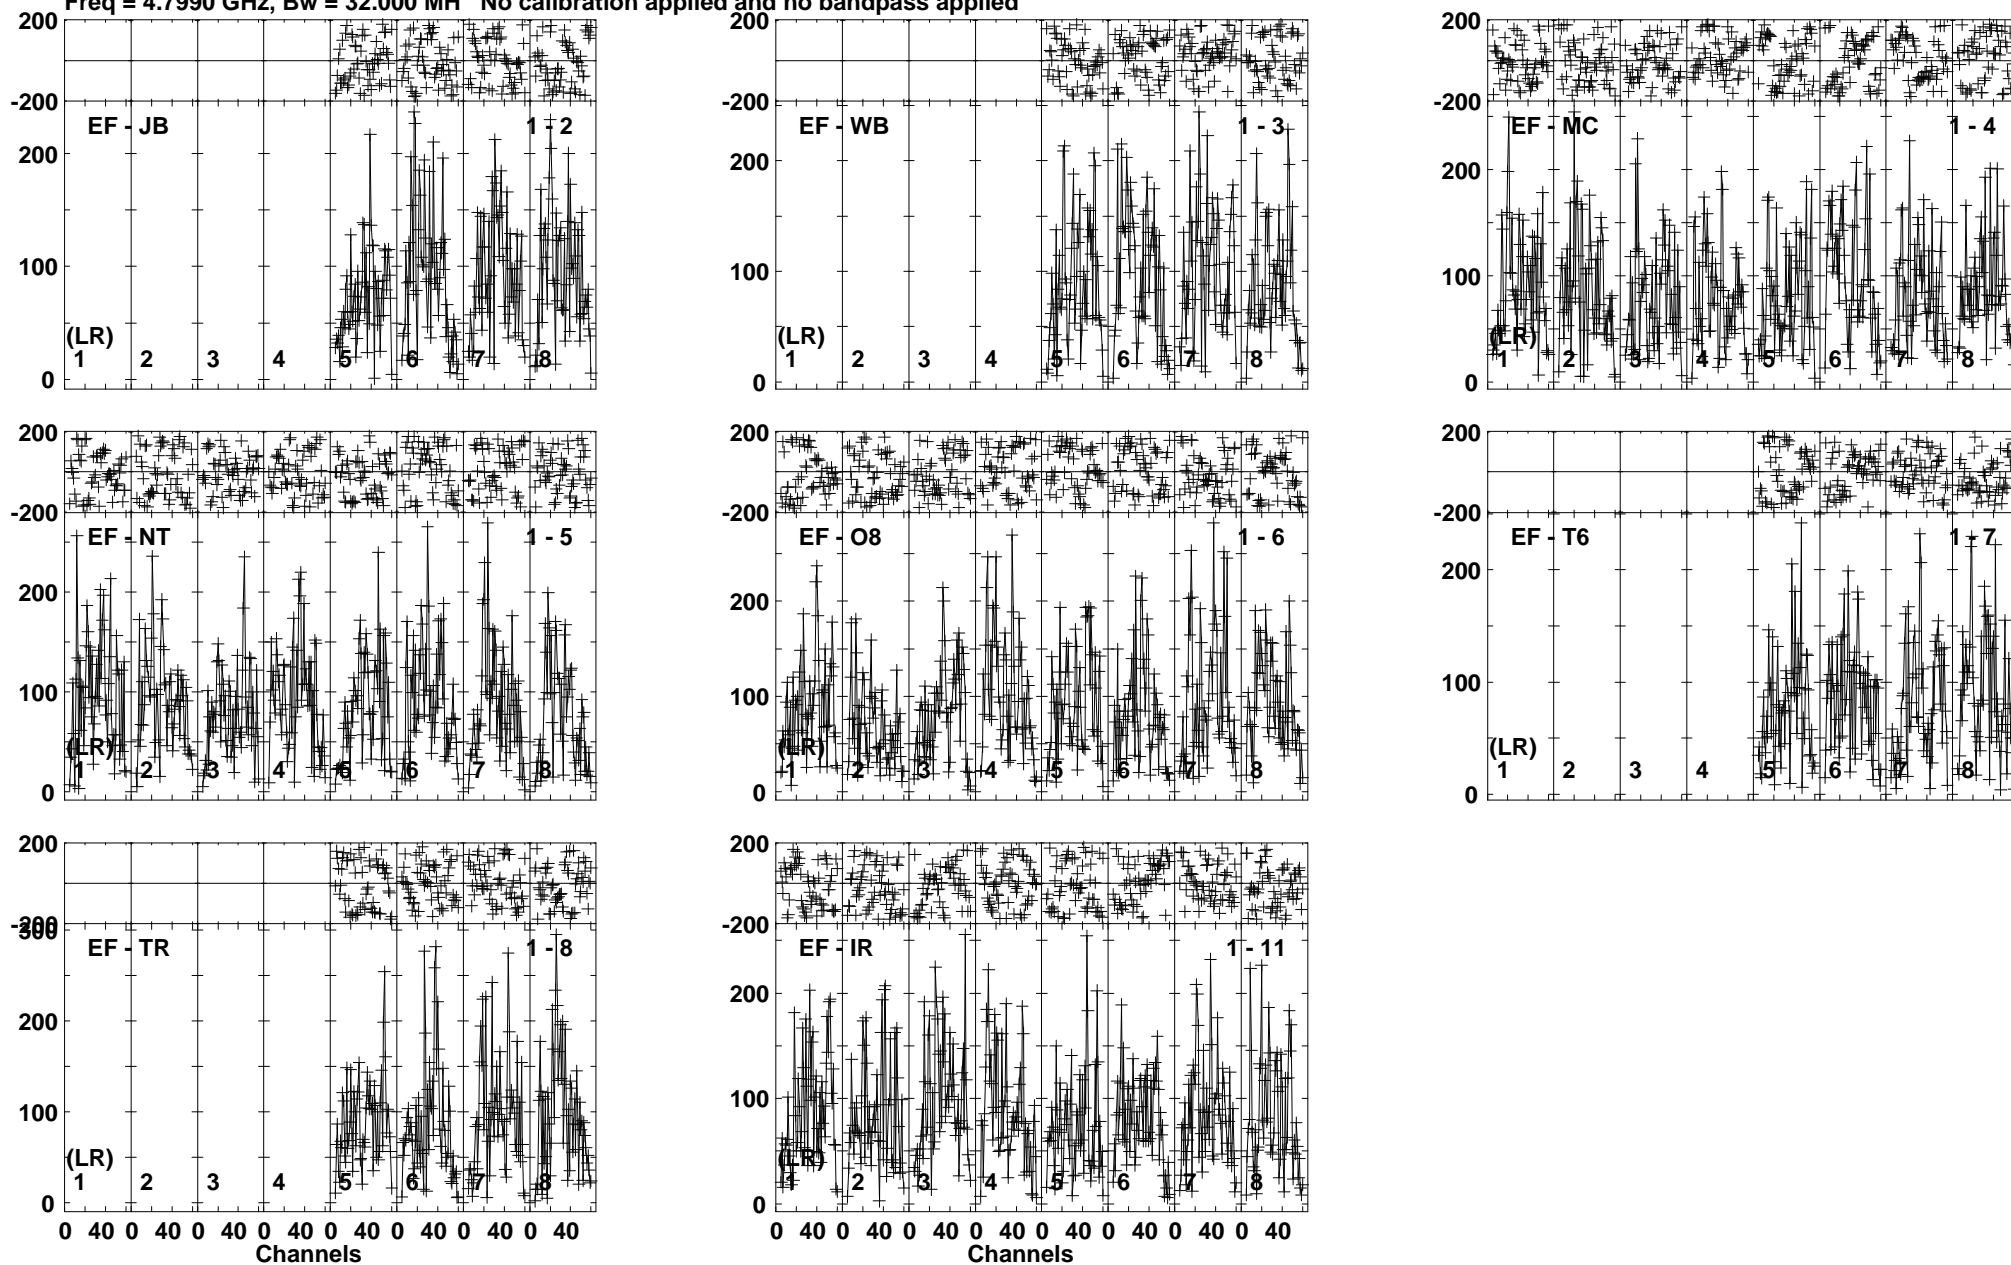 Freq = 4.7990 GHz, Bw = 32.000 MH No calibration applied and no bandpass applied
200 200 200
-200 -200 -200
EF - JB 1 - 2 EF - WB 1 - 3 EF - MC 1 - 4
200 200 200
100 100 100
(LR) (LR) (LR)
1 2 3 4 5 6 7 8 1 2 3 4 5 6 7 8 1 2 3 4 5 6 7 8
0 0 0
200 200 200
-200 -200 -200
EF - NT 1 - 5 EF - O8 1 - 6 EF - T6 1 - 7
200 200 200
100 100 100
(LR) (LR) (LR)
1 2 3 4 5 6 7 8 1 2 3 4 5 6 7 8 1 2 3 4 5 6 7 8
0 0 0
200 200
-200 -200
300
EF - TR 1 - 8 EF - IR 1 - 11
200 200
100 100
(LR) (LR)
1 2 3 4 5 6 7 8 1 2 3 4 5 6 7 8
0 0
0 40 0 40 0 40 0 40 0 40 0 40 0 40 0 40 0 40 0 40 0 40 0 40 0 40 0 40 0 40 0 40
Channels Channels